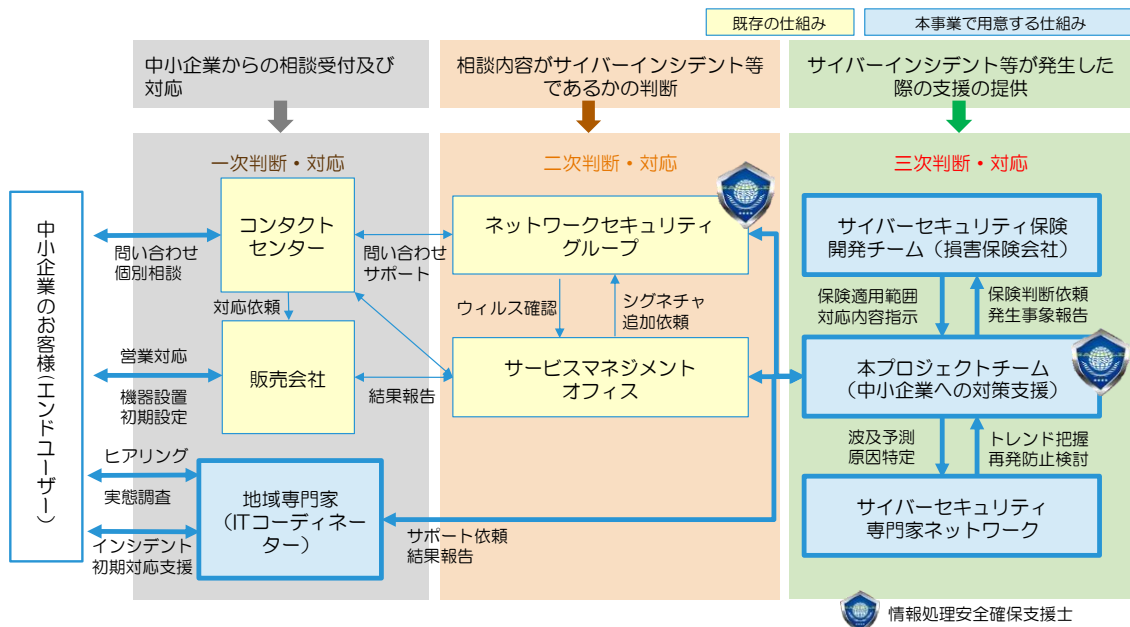 既存の仕組み
本事業で用意する仕組み
中小企業からの相談受付及び
対応
相談内容がサイバーインシデント等
であるかの判断
サイバーインシデント等が発生した
際の支援の提供
一次判断・対応
二次判断・対応
三次判断・対応
中小企業のお客様(エンドユーザー)
問い合わせ
個別相談
コンタクト
センター
問い合わせ
サポート
ネットワークセキュリティ
グループ
サイバーセキュリティ保険
開発チーム（損害保険会社）
対応依頼
ウィルス確認
シグネチャ
追加依頼
保険適用範囲
対応内容指示
保険判断依頼
発生事象報告
営業対応
機器設置
初期設定
販売会社
結果報告
サービスマネジメント
オフィス
本プロジェクトチーム
（中小企業への対策支援）
波及予測
原因特定
トレンド把握
再発防止検討
ヒアリング
実態調査
インシデント
初期対応支援
地域専門家
（ITコーディネー
ター）
サポート依頼
結果報告
サイバーセキュリティ
専門家ネットワーク
情報処理安全確保支援士